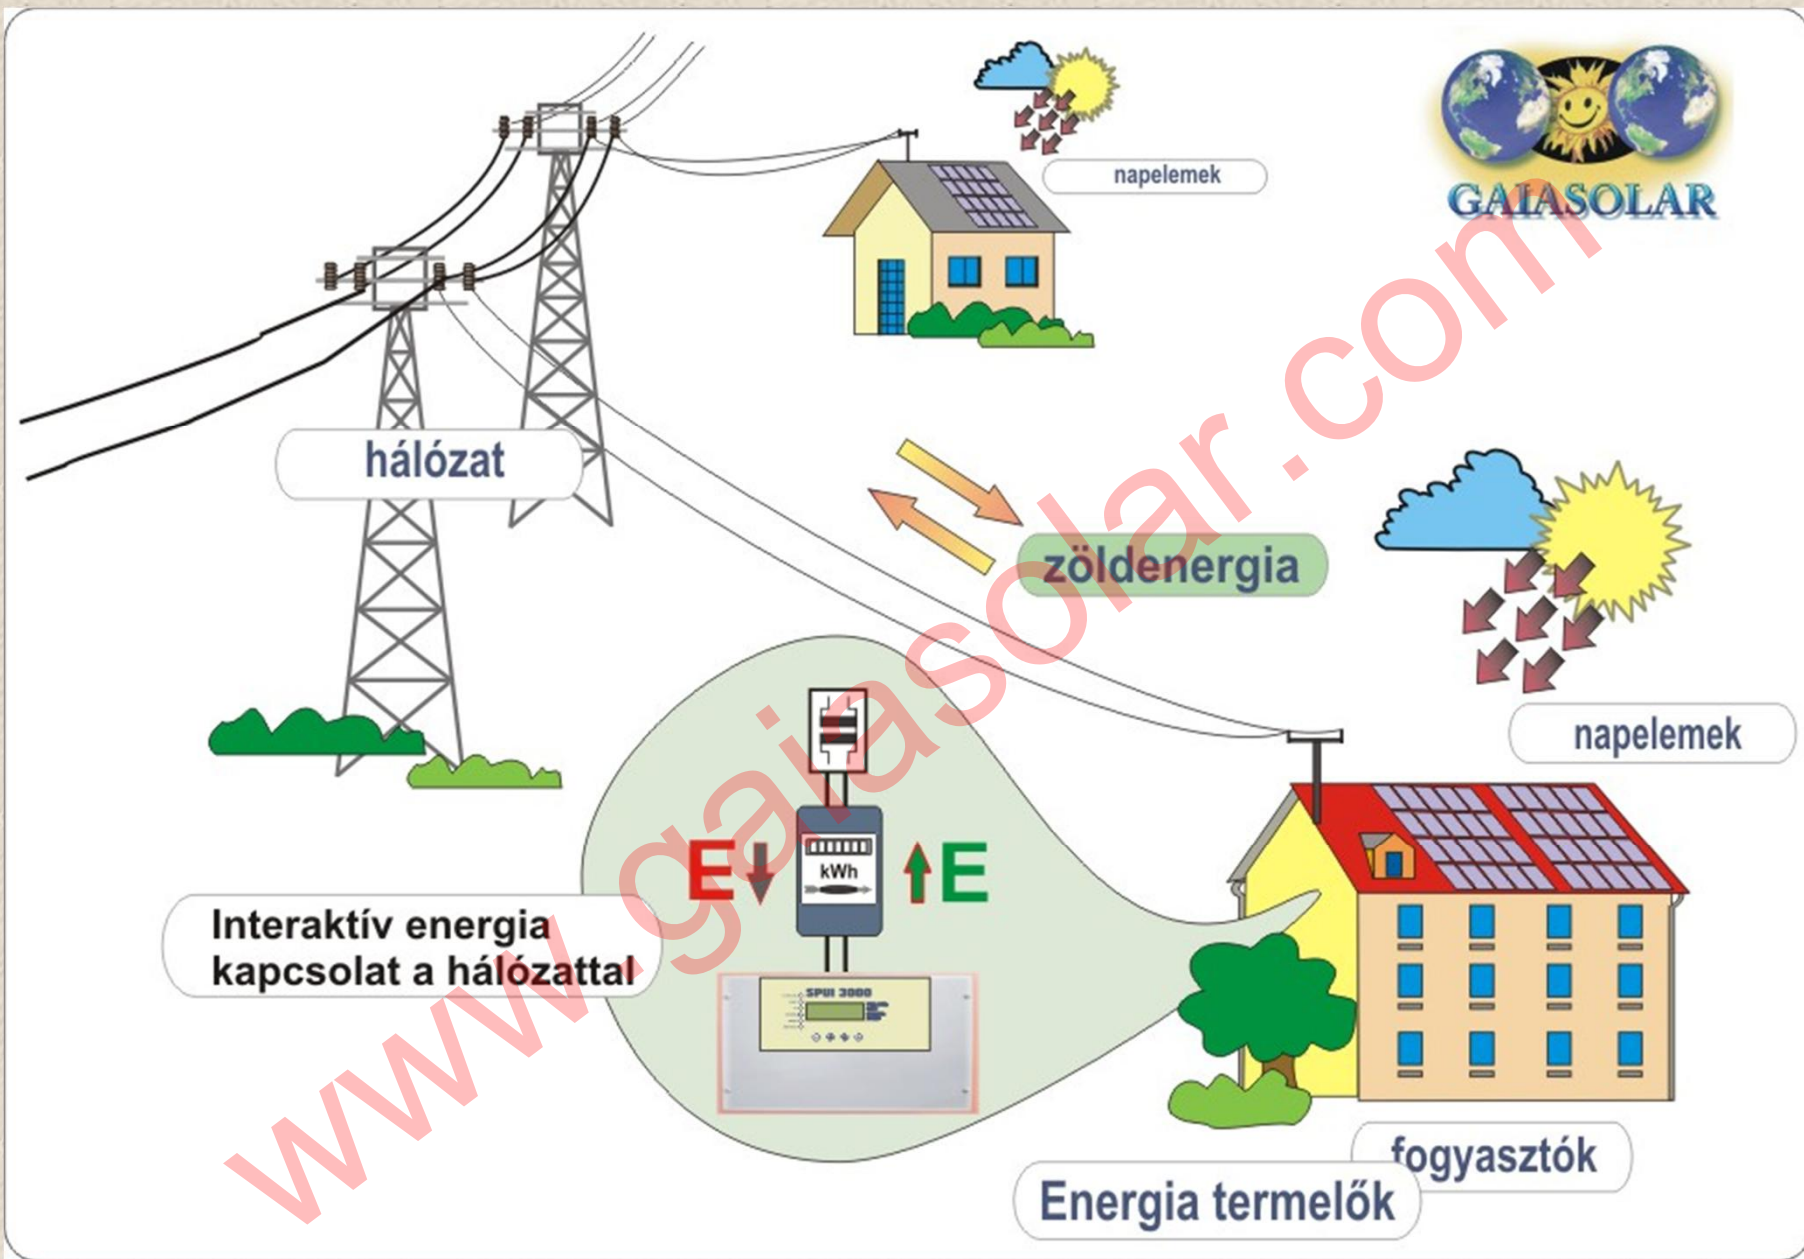 napelemek
GAIASOLAR
hálózat
zöldenergia
napelemek
E
kWh
E
Interaktív energia
kapcsolat a hálózattal
SPUI 3000
fogyasztók
Energia termelők
www.gaiasolar.com